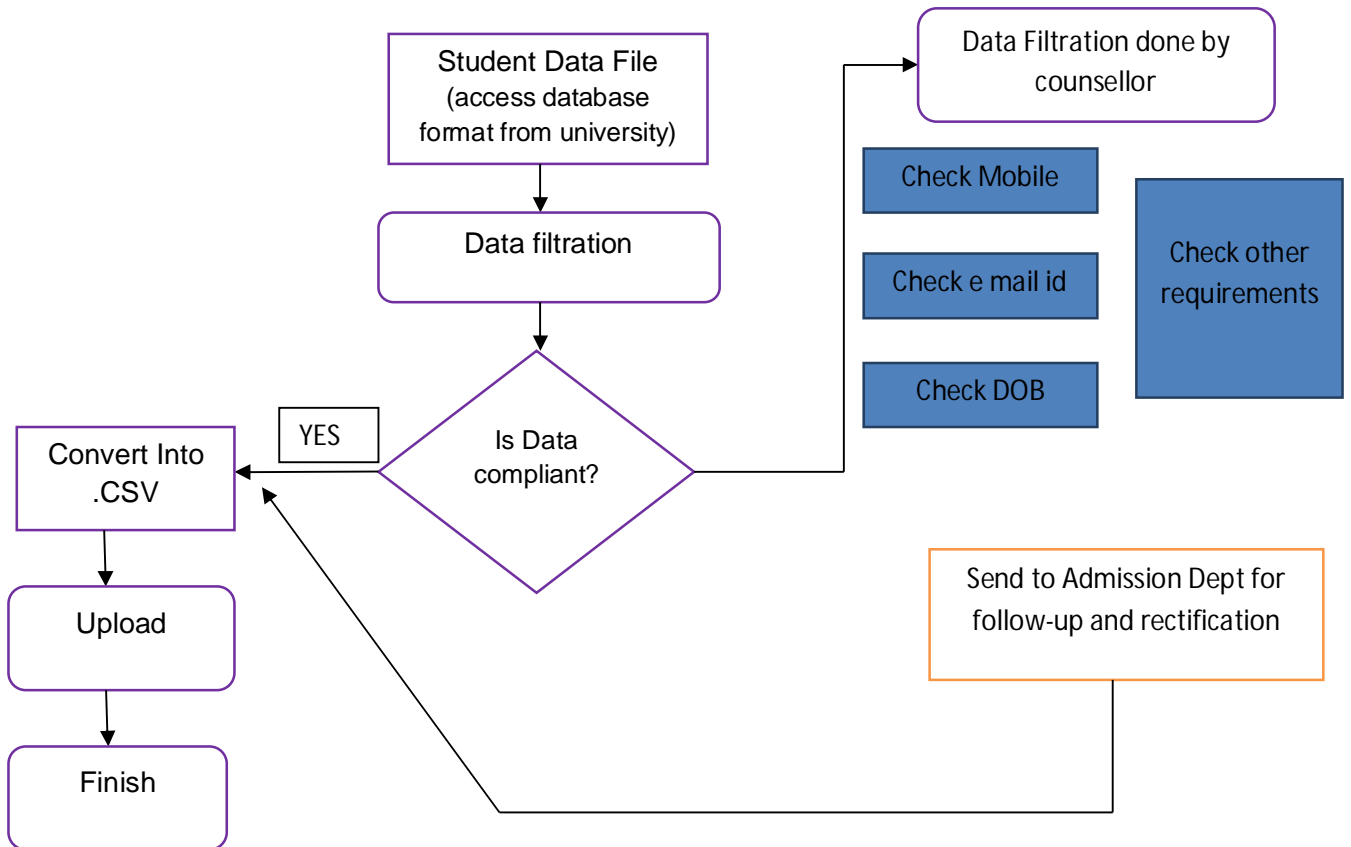 Student Data File
(access database
format from university)
Data Filtration done by
counsellor
Check Mobile
Data filtration
Check other
requirements
Check e mail id
Check DOB
YES
Is Data
compliant?
Convert Into
.CSV
Send to Admission Dept for
follow-up and rectification
Upload
Finish